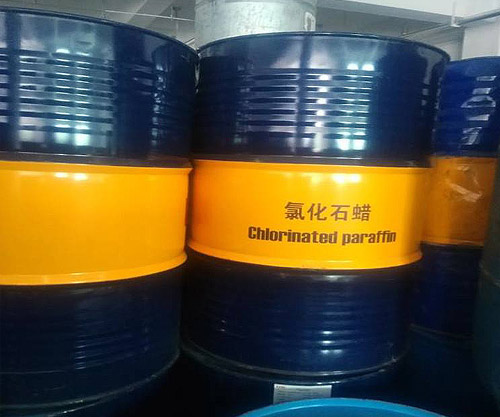 氯化石蜡
Chlorinated paraffin